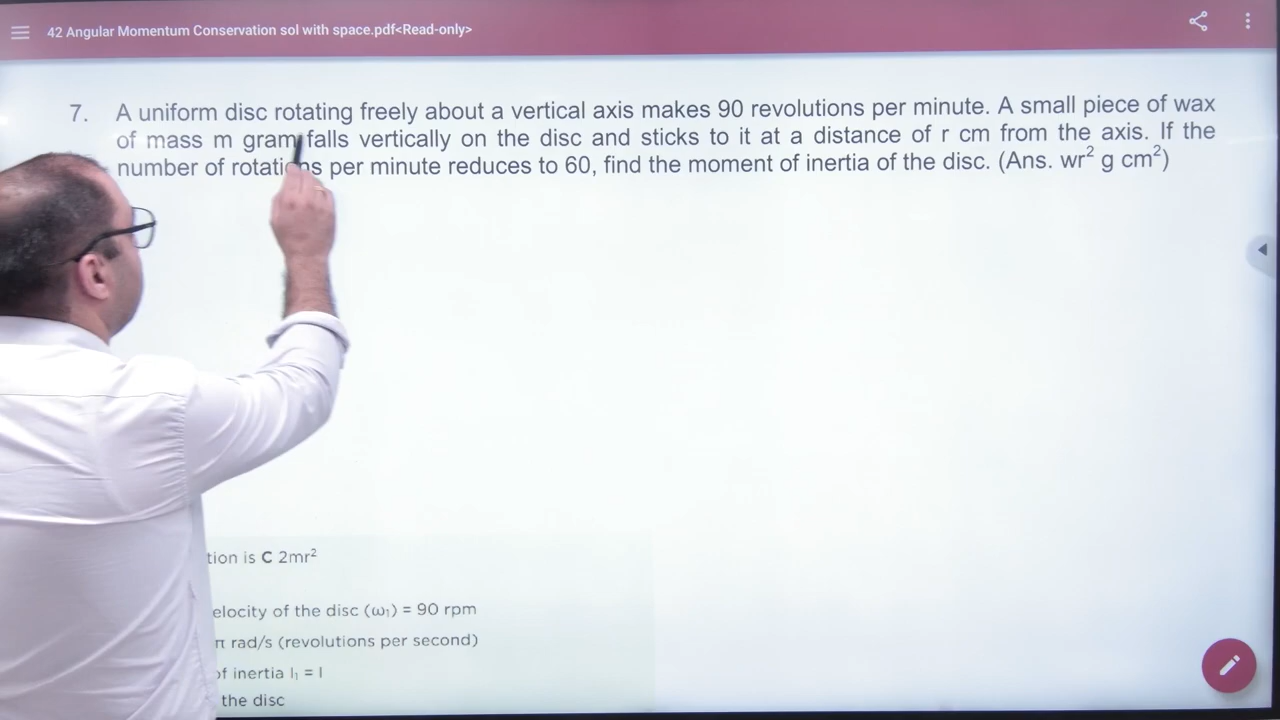 42 Angular Momentum Conservation sol with space.pdf<Read-only>
7. A uniform disc rotating freely about a vertical axis makes 90 revolutions per minute. A small piece of wax
of mass m gram falls vertically on the disc and sticks to it at a distance of r cm from the axis. If the
number of rotations per minute reduces to 60, find the moment of inertia of the disc. (Ans. wr² g cm²)
tion is C 2mr²
elocity of the disc (ω₁) = 90 rpm
π rad/s (revolutions per second)
of inertia I₁ = I
the disc